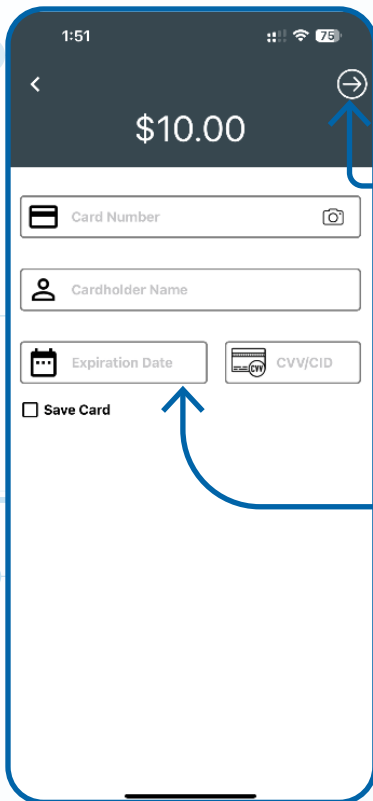 1:51 75
$10.00
Card Number
Cardholder Name
Expiration Date CVV CVV/CID
Save Card